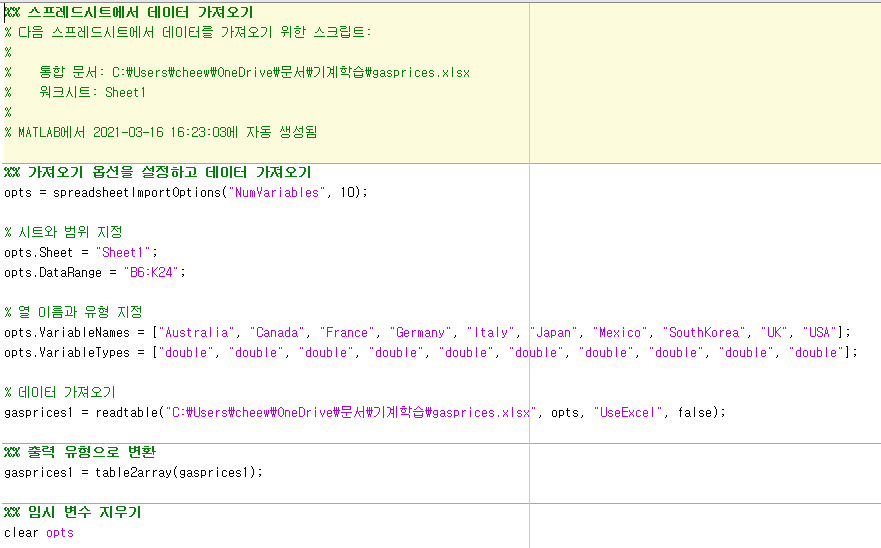 %% 스프레드시트에서 데이터 가져오기
% 다음 스프레드시트에서 데이터를 가져오기 위한 스크립트:
%
%    통합 문서: C:₩Users₩cheew₩OneDrive₩문서₩기계학습₩gasprices.xlsx
%    워크시트: Sheet1
%
% MATLAB에서 2021-03-16 16:23:03에 자동 생성됨
%% 가져오기 옵션을 설정하고 데이터 가져오기
opts = spreadsheetImportOptions("NumVariables", 10);
% 시트와 범위 지정
opts.Sheet = "Sheet1";
opts.DataRange = "B6:K24";
% 열 이름과 유형 지정
opts.VariableNames = ["Australia", "Canada", "France", "Germany", "Italy", "Japan", "Mexico", "SouthKorea", "UK", "USA"];
opts.VariableTypes = ["double", "double", "double", "double", "double", "double", "double", "double", "double", "double"];
% 데이터 가져오기
gasprices1 = readtable("C:₩Users₩cheew₩OneDrive₩문서₩기계학습₩gasprices.xlsx", opts, "UseExcel", false);
%% 출력 유형으로 변환
gasprices1 = table2array(gasprices1);
%% 임시 변수 지우기
clear opts